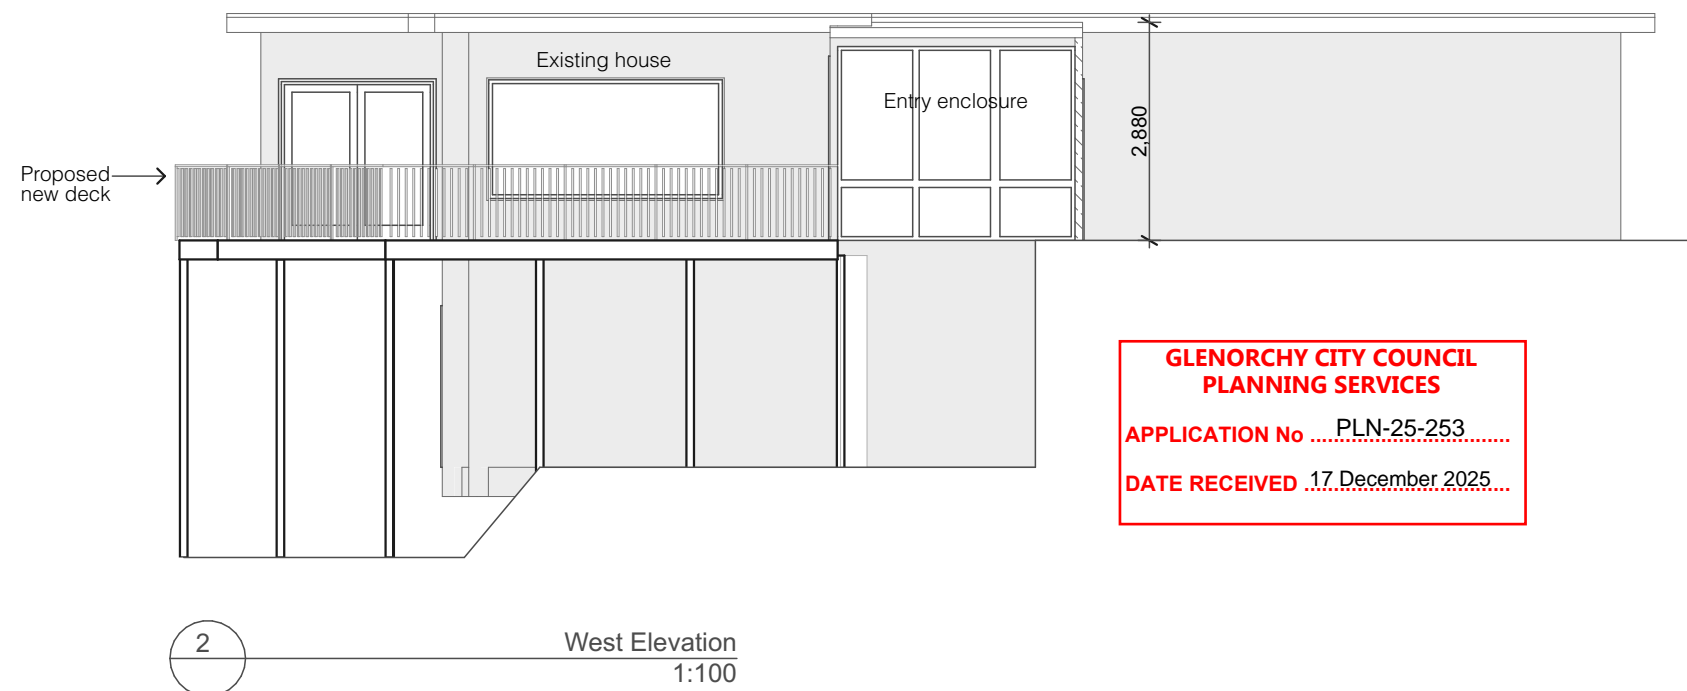 Existing house
Entry enclosure
2,880
Proposed
new deck
GLENORCHY CITY COUNCIL
PLANNING SERVICES
APPLICATION No PLN-25-253
DATE RECEIVED 17 December 2025
2
West Elevation
1:100